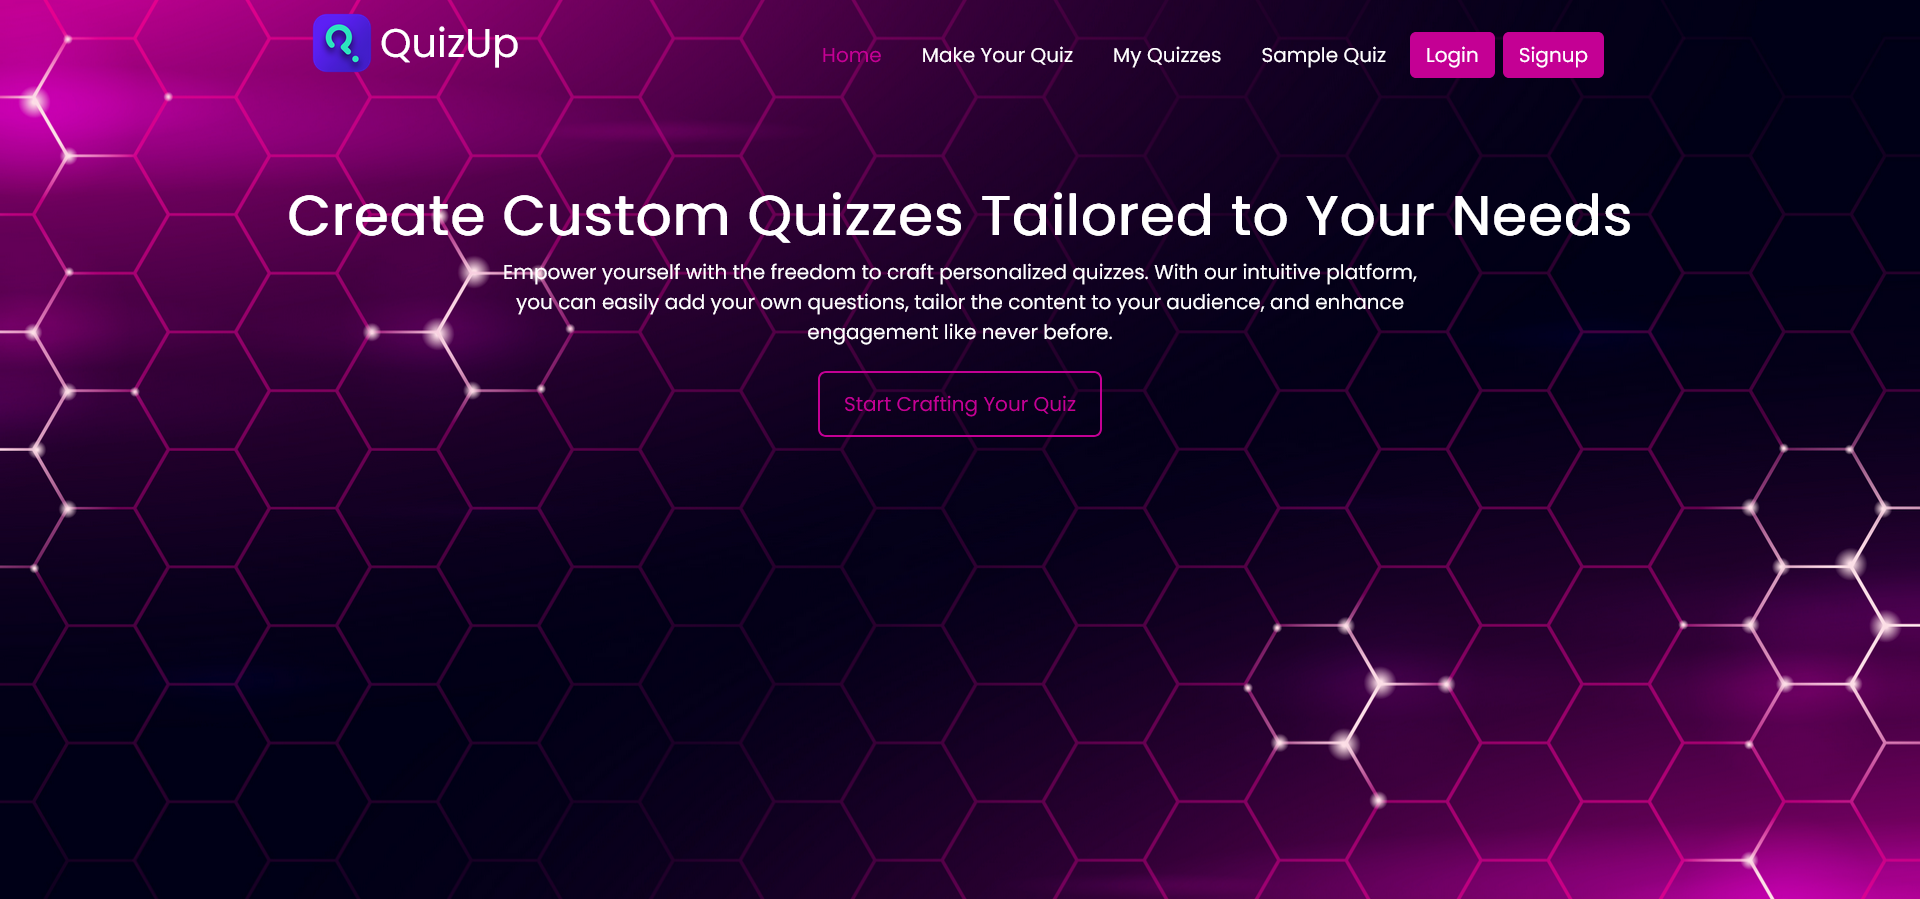 QuizUp
Home Make Your Quiz My Quizzes Sample Quiz Login Signup
Create Custom Quizzes Tailored to Your Needs
Empower yourself with the freedom to craft personalized quizzes. With our intuitive platform,
you can easily add your own questions, tailor the content to your audience, and enhance
engagement like never before.
Start Crafting Your Quiz